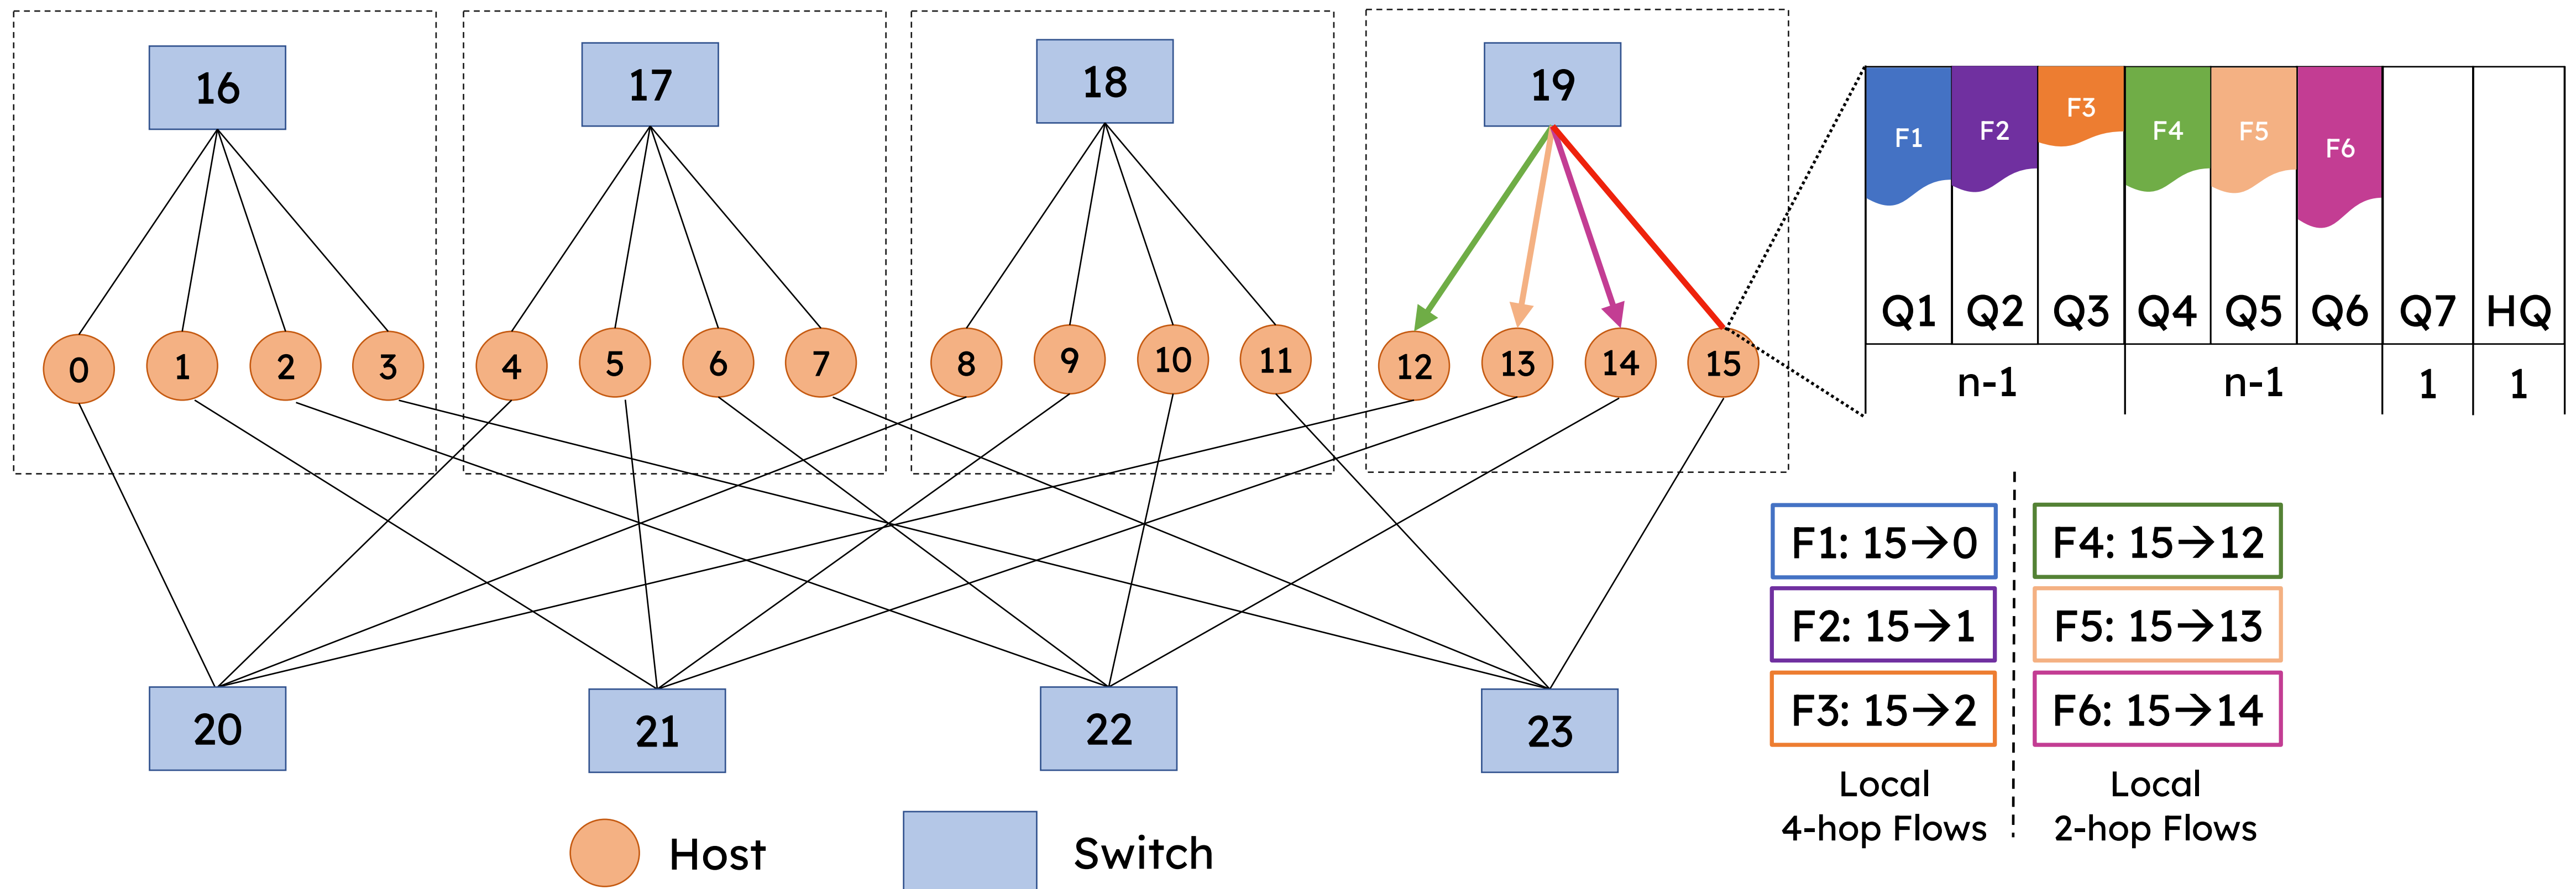 16
17
18
19
F1
F2
F3
F4
F5
F6
Q1 Q2 Q3 Q4 Q5 Q6 Q7 HQ
n-1 n-1 1 1
0 1 2 3 4 5 6 7 8 9 10 11 12 13 14 15
F1: 15→0
F2: 15→1
F3: 15→2
Local
4-hop Flows
F4: 15→12
F5: 15→13
F6: 15→14
Local
2-hop Flows
20
21
22
23
Host
Switch